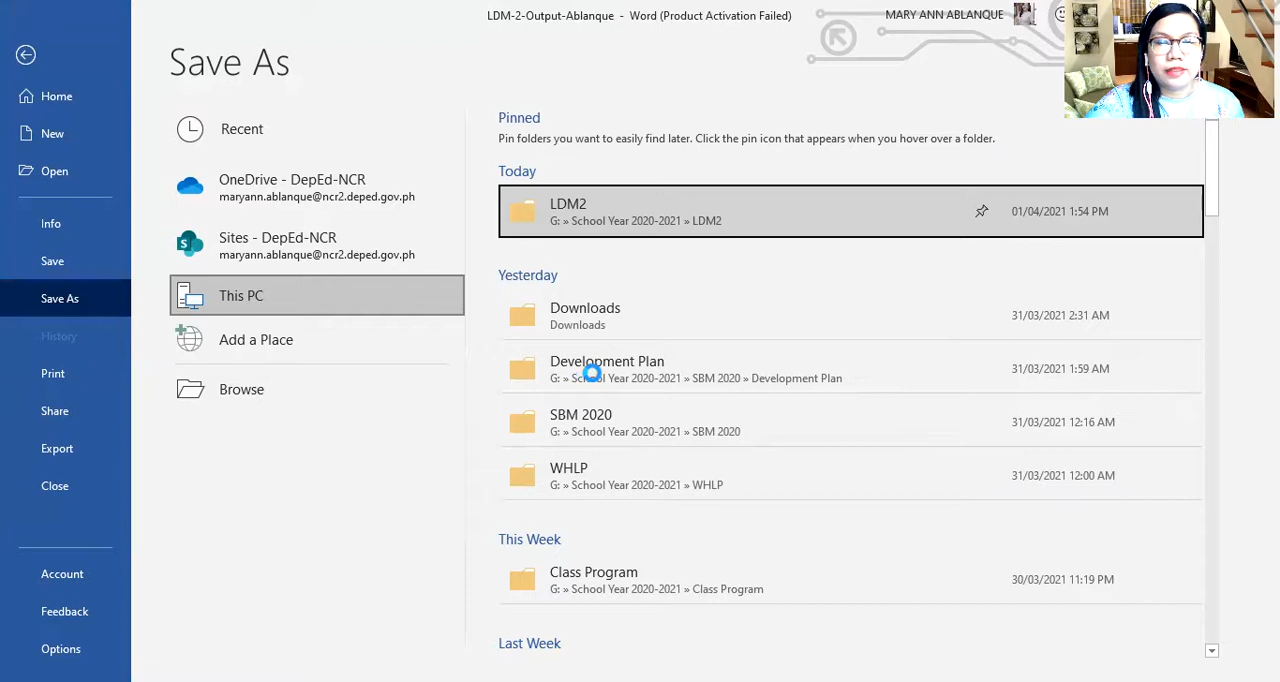 LDM-2-Output-Ablanque - Word (Product Activation Failed)
MARY ANN ABLANQUE
Save As
Home
New
Open
Info
Save
Save As
History
Print
Share
Export
Close
Account
Feedback
Options
Recent
OneDrive - DepEd-NCR
maryann.ablanque@ncr2.deped.gov.ph
Sites - DepEd-NCR
maryann.ablanque@ncr2.deped.gov.ph
This PC
Add a Place
Browse
Pinned
Pin folders you want to easily find later. Click the pin icon that appears when you hover over a folder.
Today
LDM2
G: » School Year 2020-2021 » LDM2
01/04/2021 1:54 PM
Yesterday
Downloads
Downloads
31/03/2021 2:31 AM
Development Plan
G: » School Year 2020-2021 » SBM 2020 » Development Plan
31/03/2021 1:59 AM
SBM 2020
G: » School Year 2020-2021 » SBM 2020
31/03/2021 12:16 AM
WHLP
G: » School Year 2020-2021 » WHLP
31/03/2021 12:00 AM
This Week
Class Program
G: » School Year 2020-2021 » Class Program
30/03/2021 11:19 PM
Last Week